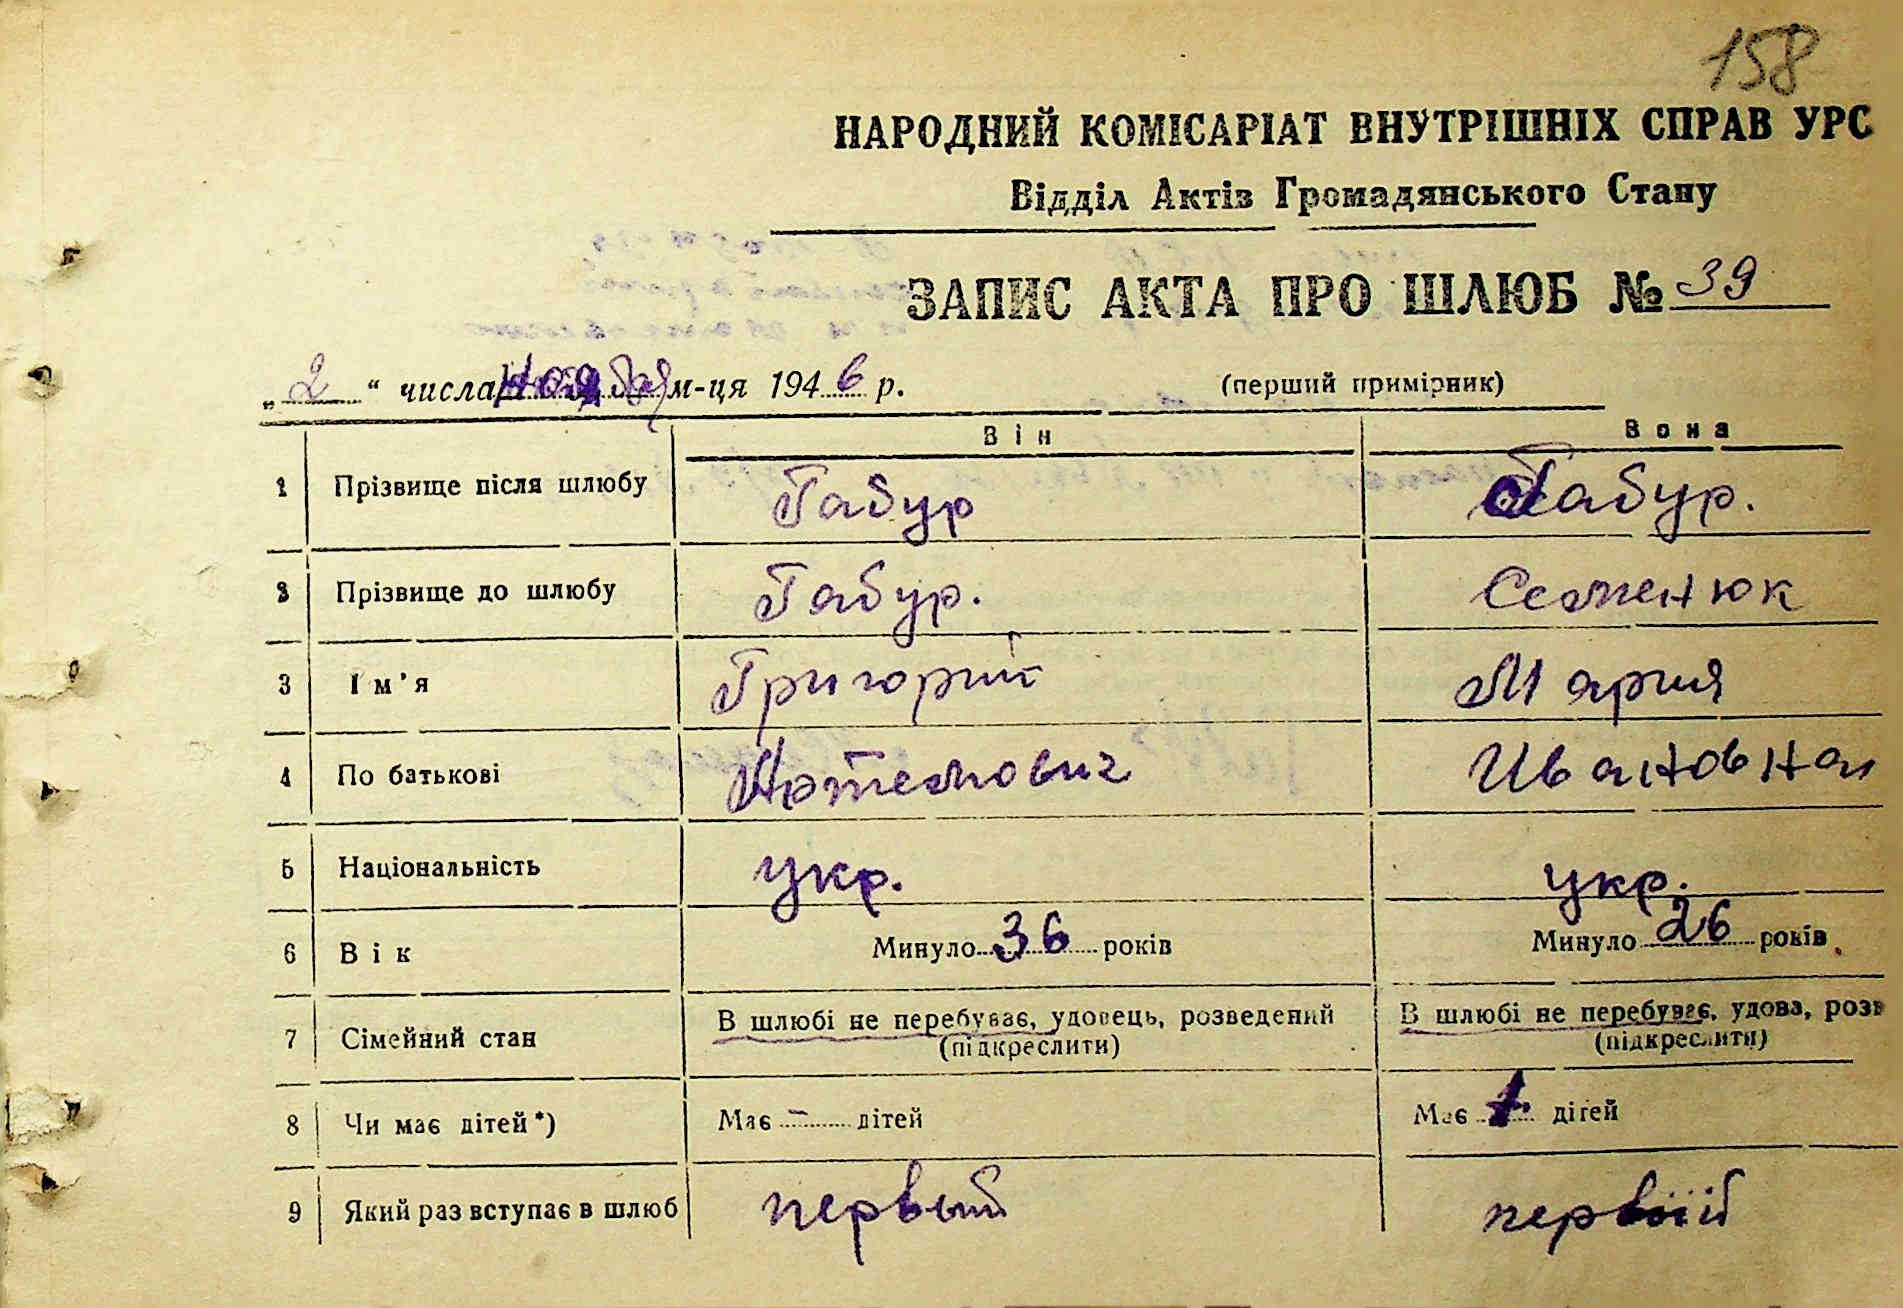 158
НАРОДНИЙ КОМІСАРІАТ ВНУТРІШНІХ СПРАВ УРС
Відділ Актів Громадянського Стану
ЗАПИС АКТА ПРО ШЛЮБ № 39
„2“ числа Ноября м-ця 1946 р. (перший примірник)
Він Вона
1 Прізвище після шлюбу Габур Габур.
2 Прізвище до шлюбу Габур. Семенюк
3 Ім'я Григорій Мария
4 По батькові Ивановная
5 Національність укр. укр.
6 Вік Минуло 36 років Минуло 26 років
7 Сімейний стан В шлюбі не перебуває, удовець, розведений В шлюбі не перебуває, удова, розв
(підкреслити) (підкреслити)
8 Чи має дітей*) Має – дітей Має 1 дітей
9 Який раз вступає в шлюб первый первый